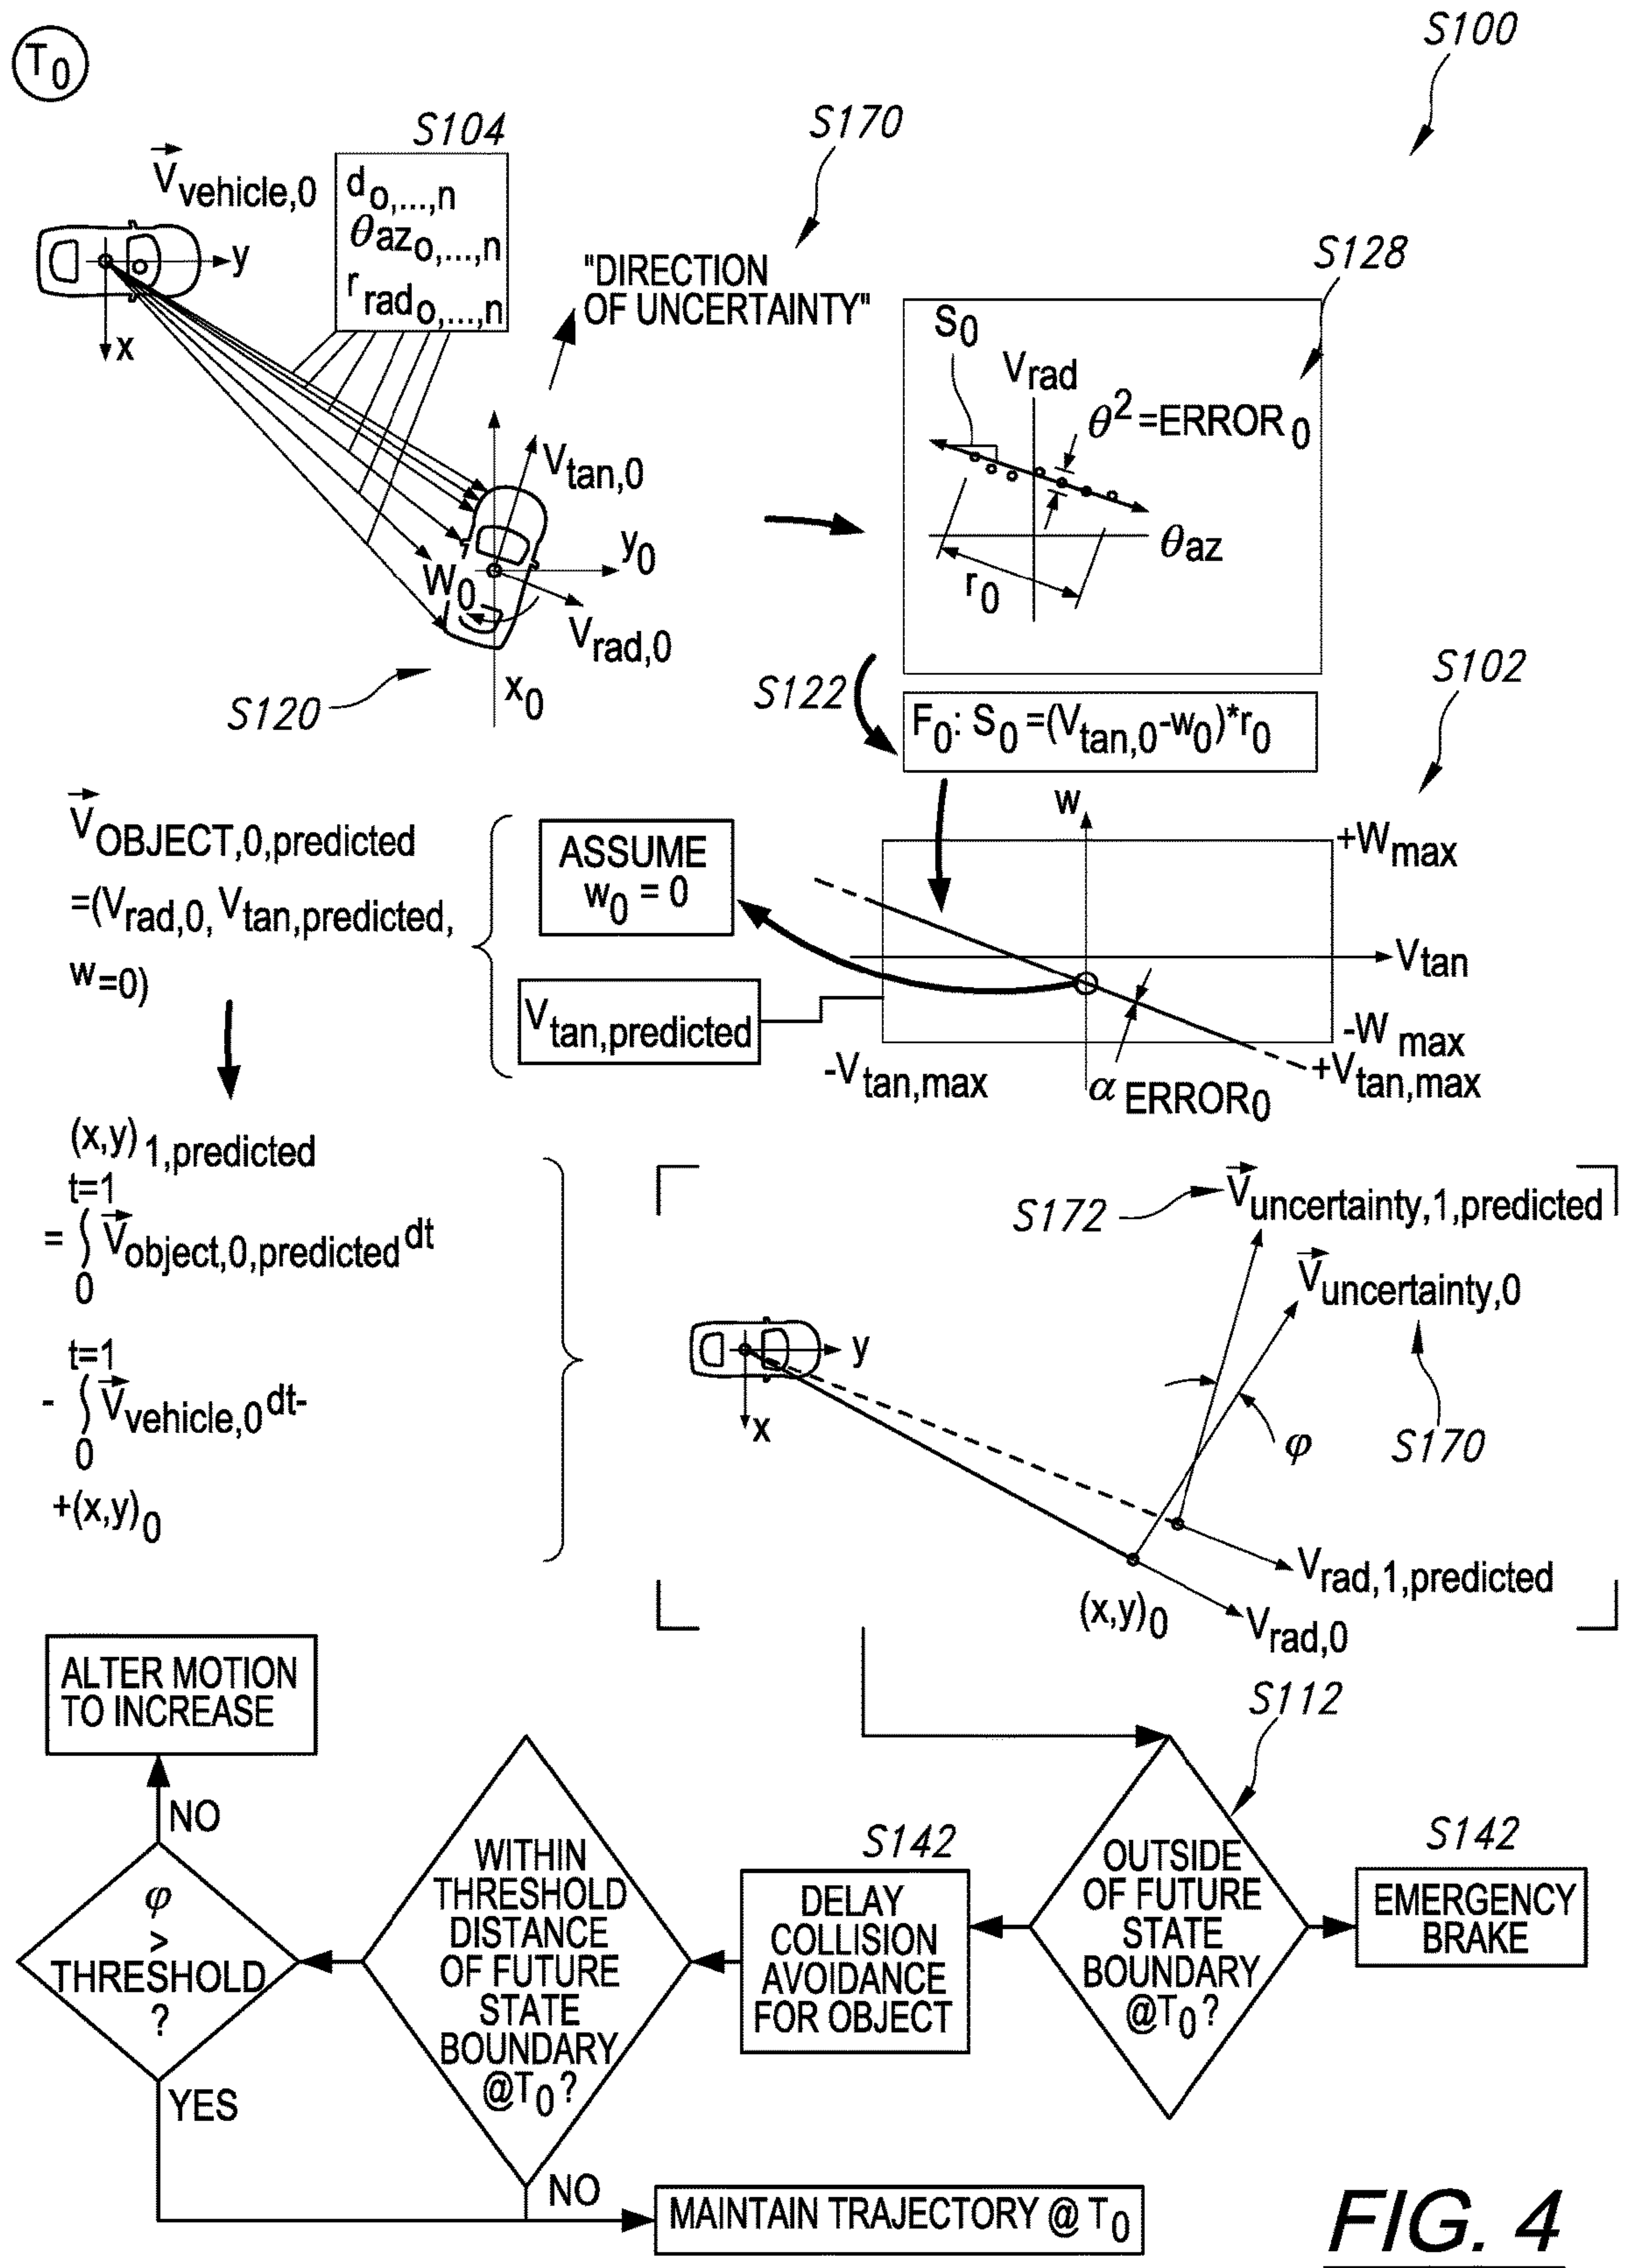 T0
S100
S104
S170
V vehicle,0
d o,...,n
θ az o,...,n
r rad o,...,n
y
x
"DIRECTION
OF UNCERTAINTY"
S128
S0
Vrad
θ² =ERROR 0
θaz
r0
Vtan,0
y0
W0
Vrad,0
x0
S120
S122
S102
F0: S0 =(Vtan,0-w0)*r0
V OBJECT,0,predicted
=(Vrad,0, Vtan,predicted,
w=0)
ASSUME
w0 = 0
Vtan,predicted
w
+Wmax
Vtan
-W max
-Vtan,max
+Vtan,max
α ERROR0
(x,y) 1,predicted
t=1
= ∫ V object,0,predicted dt
0
t=1
- ∫ V vehicle,0 dt-
0
+(x,y)0
S172
V uncertainty,1,predicted
V uncertainty,0
y
x
φ
S170
Vrad,1,predicted
(x,y)0
Vrad,0
ALTER MOTION
TO INCREASE
S112
NO
φ
>
THRESHOLD
?
YES
WITHIN
THRESHOLD
DISTANCE
OF FUTURE
STATE
BOUNDARY
@T0?
NO
S142
DELAY
COLLISION
AVOIDANCE
FOR OBJECT
OUTSIDE
OF FUTURE
STATE
BOUNDARY
@T0?
S142
EMERGENCY
BRAKE
MAINTAIN TRAJECTORY @ T0
FIG. 4